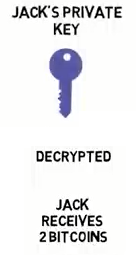 JACK'S PRIVATE
KEY
DECRYPTED
JACK
RECEIVES
2 BITCOINS